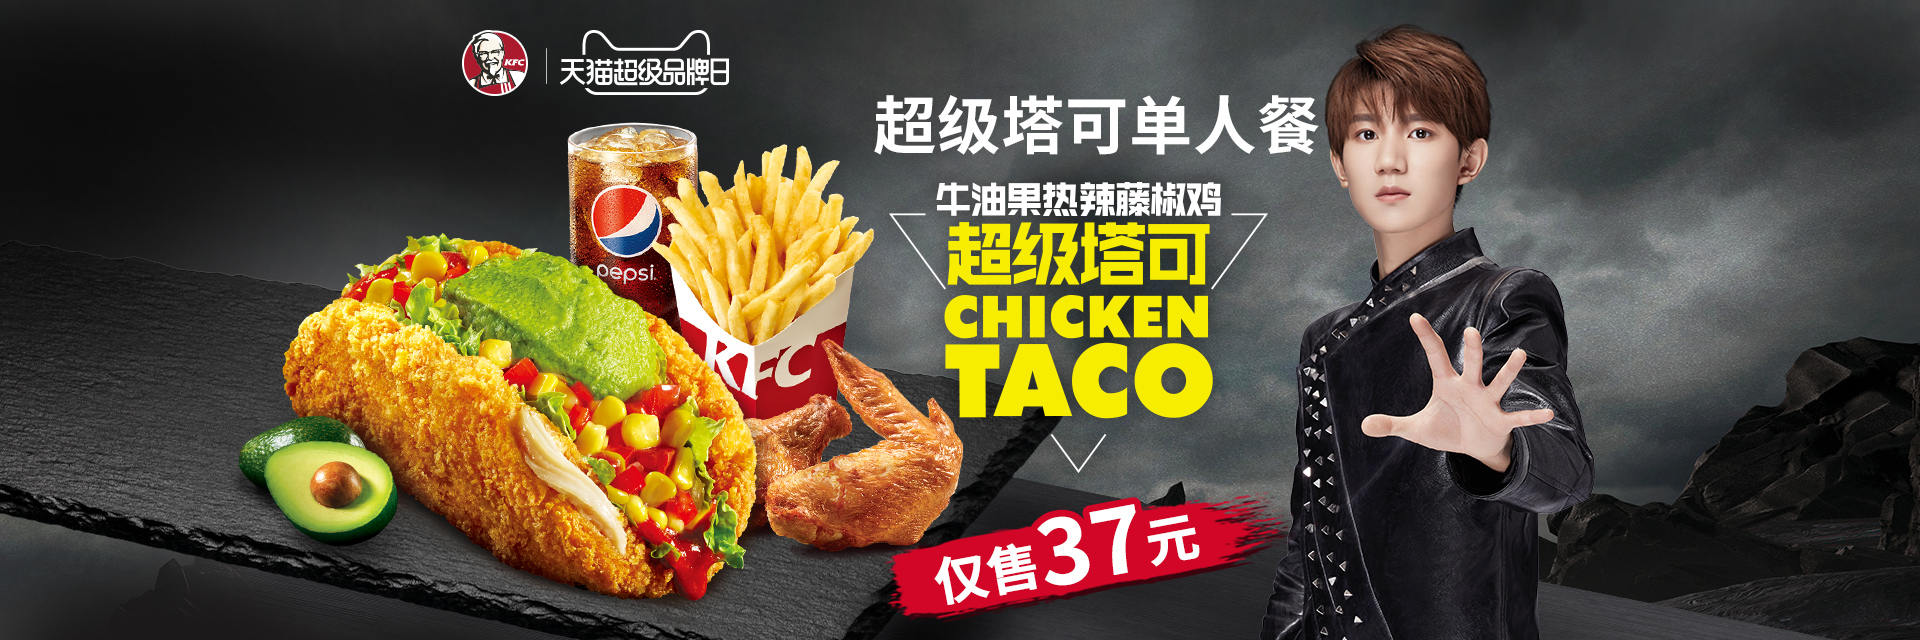 KFC
天猫超级品牌日
超级塔可单人餐
牛油果热辣藤椒鸡
超级塔可
CHICKEN
TACO
pepsi
KFC
仅售37元